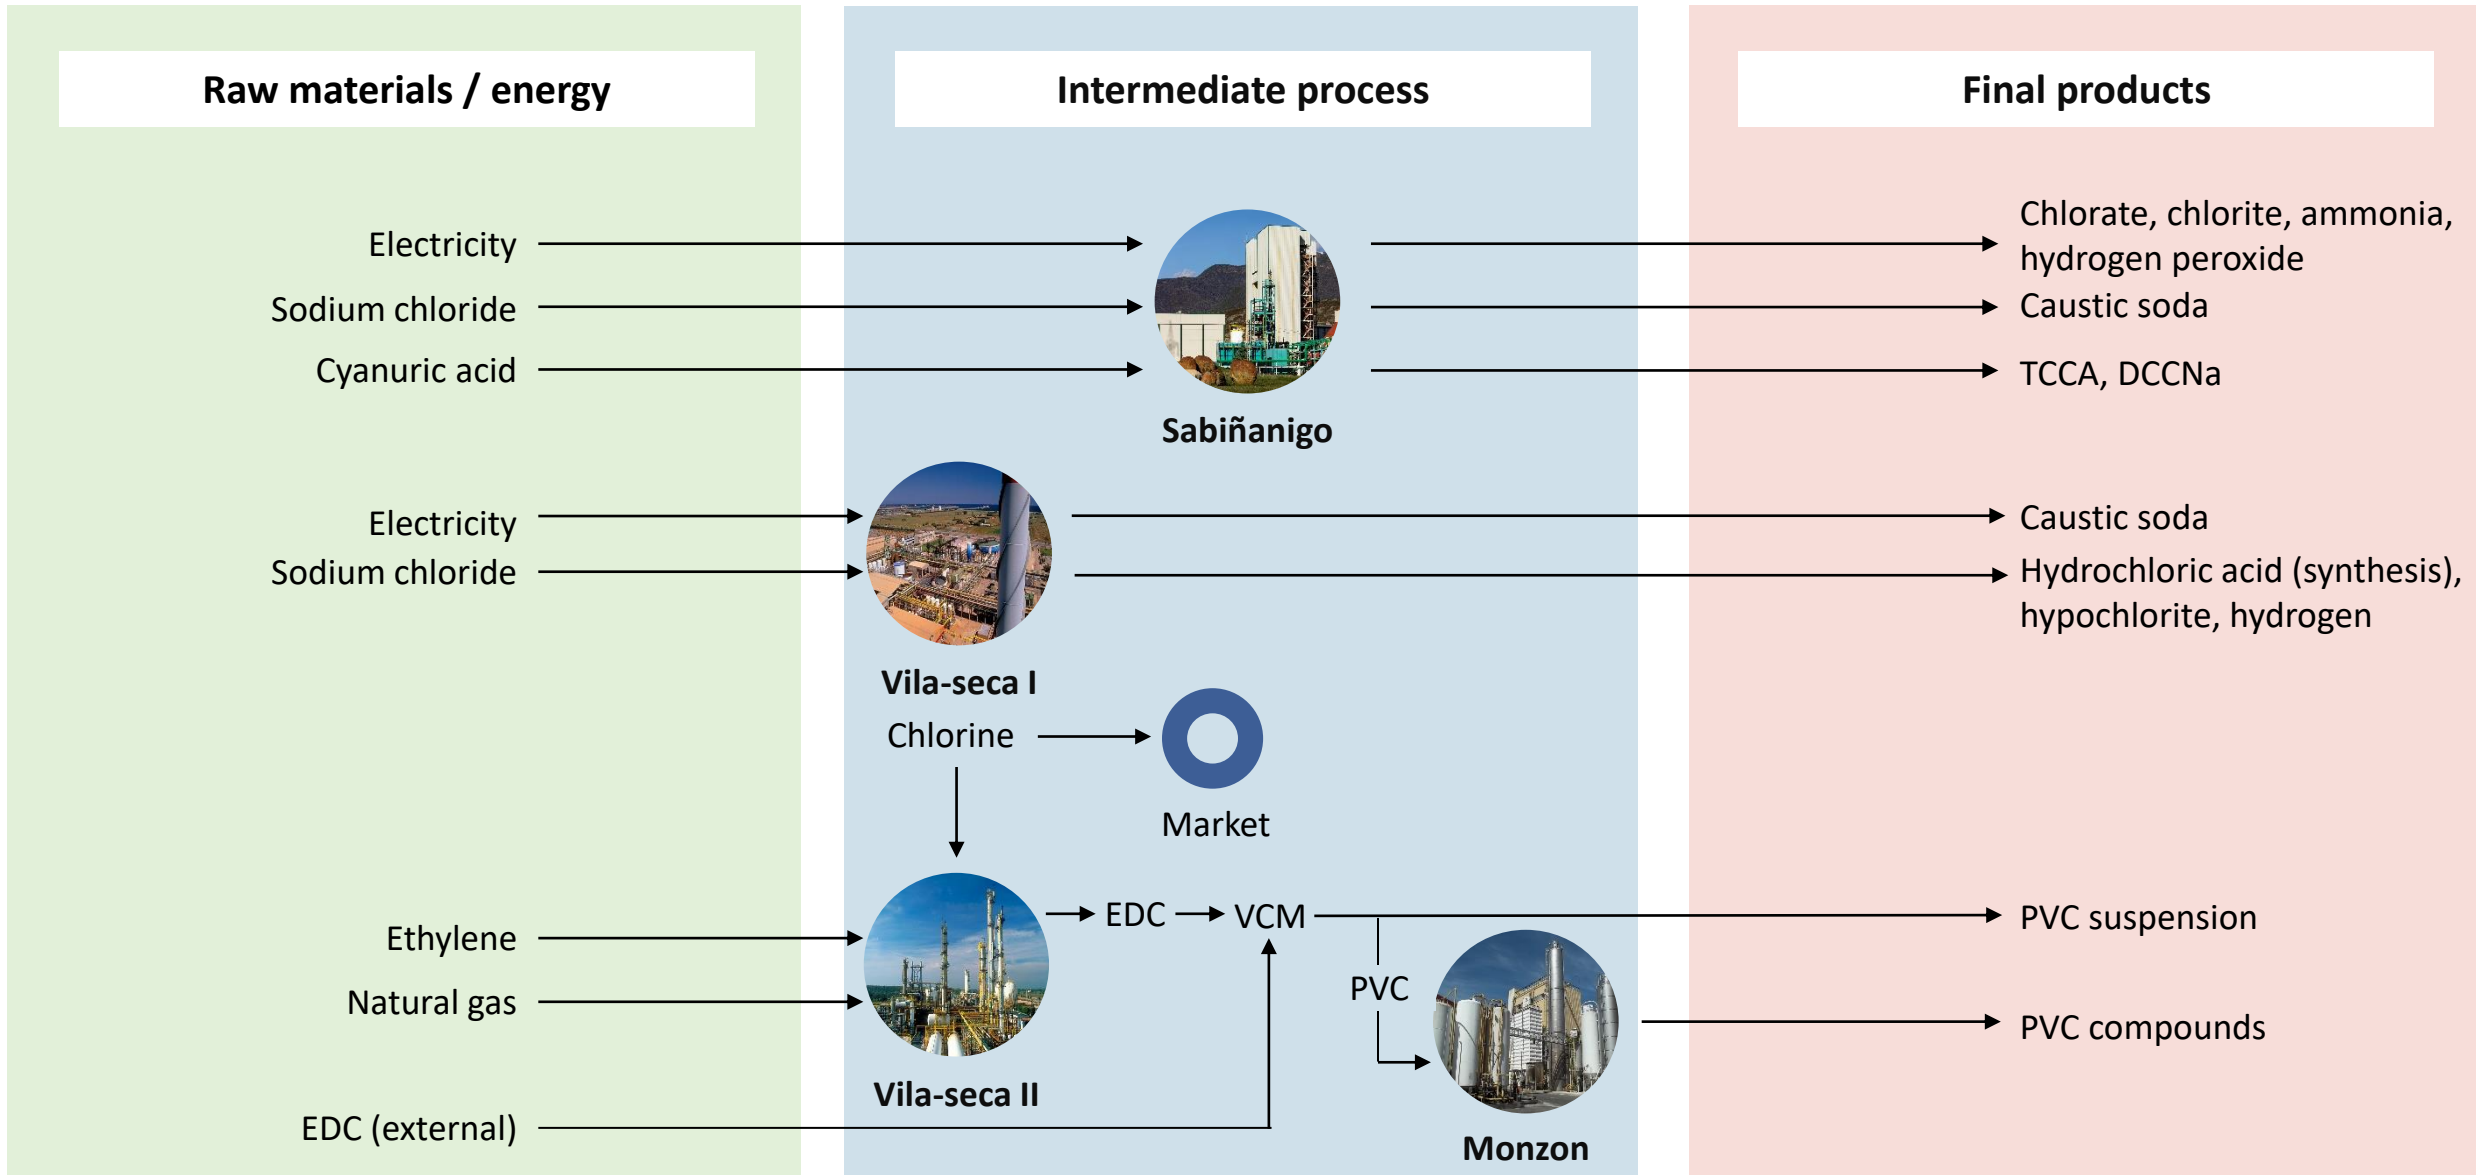 Raw materials / energy
Intermediate process
Final products
Electricity
Sodium chloride
Cyanuric acid
Sabiñanigo
Chlorate, chlorite, ammonia,
hydrogen peroxide
Caustic soda
TCCA, DCCNa
Electricity
Sodium chloride
Vila-seca I
Caustic soda
Hydrochloric acid (synthesis),
hypochlorite, hydrogen
Chlorine
Market
Ethylene
Natural gas
EDC (external)
Vila-seca II
EDC
VCM
PVC
Monzon
PVC suspension
PVC compounds